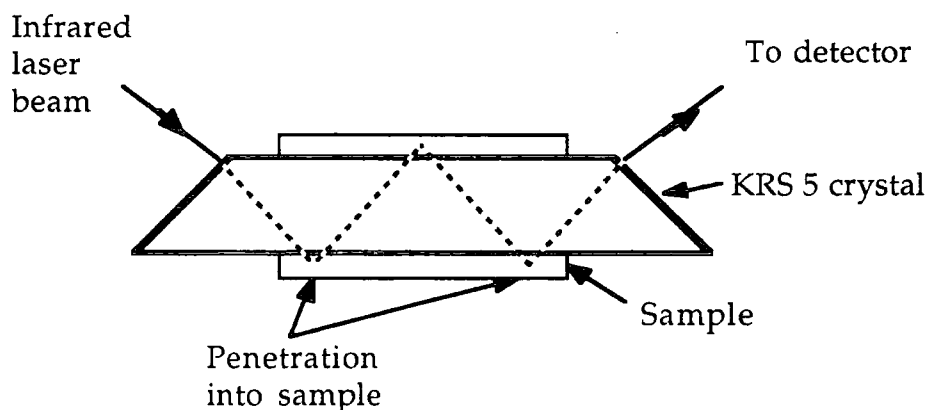 Infrared
laser
beam
To detector
KRS 5 crystal
Sample
Penetration
into sample